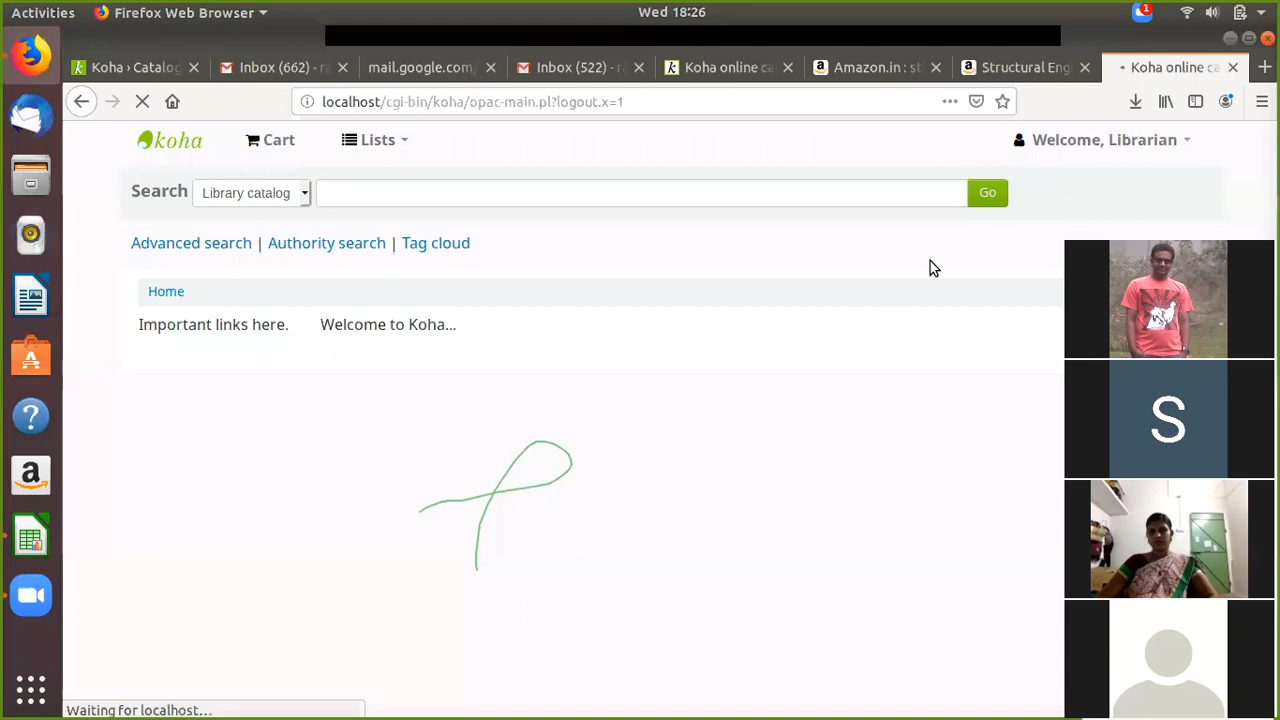 Activities Firefox Web Browser Wed 18:26 1
Koha › Catalog Inbox (662) - ra mail.google.com/ Inbox (522) - ra Koha online ca Amazon.in : st Structural Eng Koha online ca
localhost/cgi-bin/koha/opac-main.pl?logout.x=1
koha Cart Lists Welcome, Librarian
Search Library catalog Go
Advanced search | Authority search | Tag cloud
Home
Important links here. Welcome to Koha...
S
Waiting for localhost…